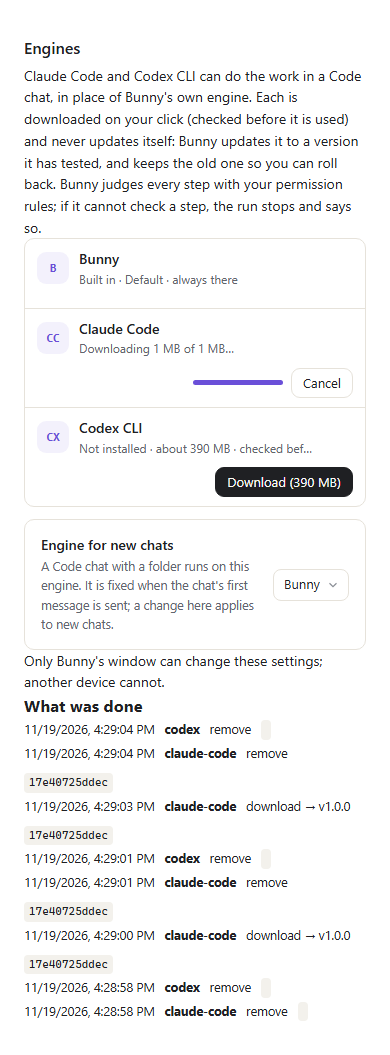 Engines
Claude Code and Codex CLI can do the work in a Code
chat, in place of Bunny's own engine. Each is
downloaded on your click (checked before it is used)
and never updates itself: Bunny updates it to a version
it has tested, and keeps the old one so you can roll
back. Bunny judges every step with your permission
rules; if it cannot check a step, the run stops and says
so.
B
Bunny
Built in · Default · always there
CC
Claude Code
Downloading 1 MB of 1 MB...
Cancel
CX
Codex CLI
Not installed · about 390 MB · checked bef...
Download (390 MB)
Engine for new chats
A Code chat with a folder runs on this
engine. It is fixed when the chat's first
message is sent; a change here applies
to new chats.
Bunny
Only Bunny's window can change these settings;
another device cannot.
What was done
11/19/2026, 4:29:04 PM codex remove
11/19/2026, 4:29:04 PM claude-code remove
17e40725ddec
11/19/2026, 4:29:03 PM claude-code download → v1.0.0
17e40725ddec
11/19/2026, 4:29:01 PM codex remove
11/19/2026, 4:29:01 PM claude-code remove
17e40725ddec
11/19/2026, 4:29:00 PM claude-code download → v1.0.0
17e40725ddec
11/19/2026, 4:28:58 PM codex remove
11/19/2026, 4:28:58 PM claude-code remove